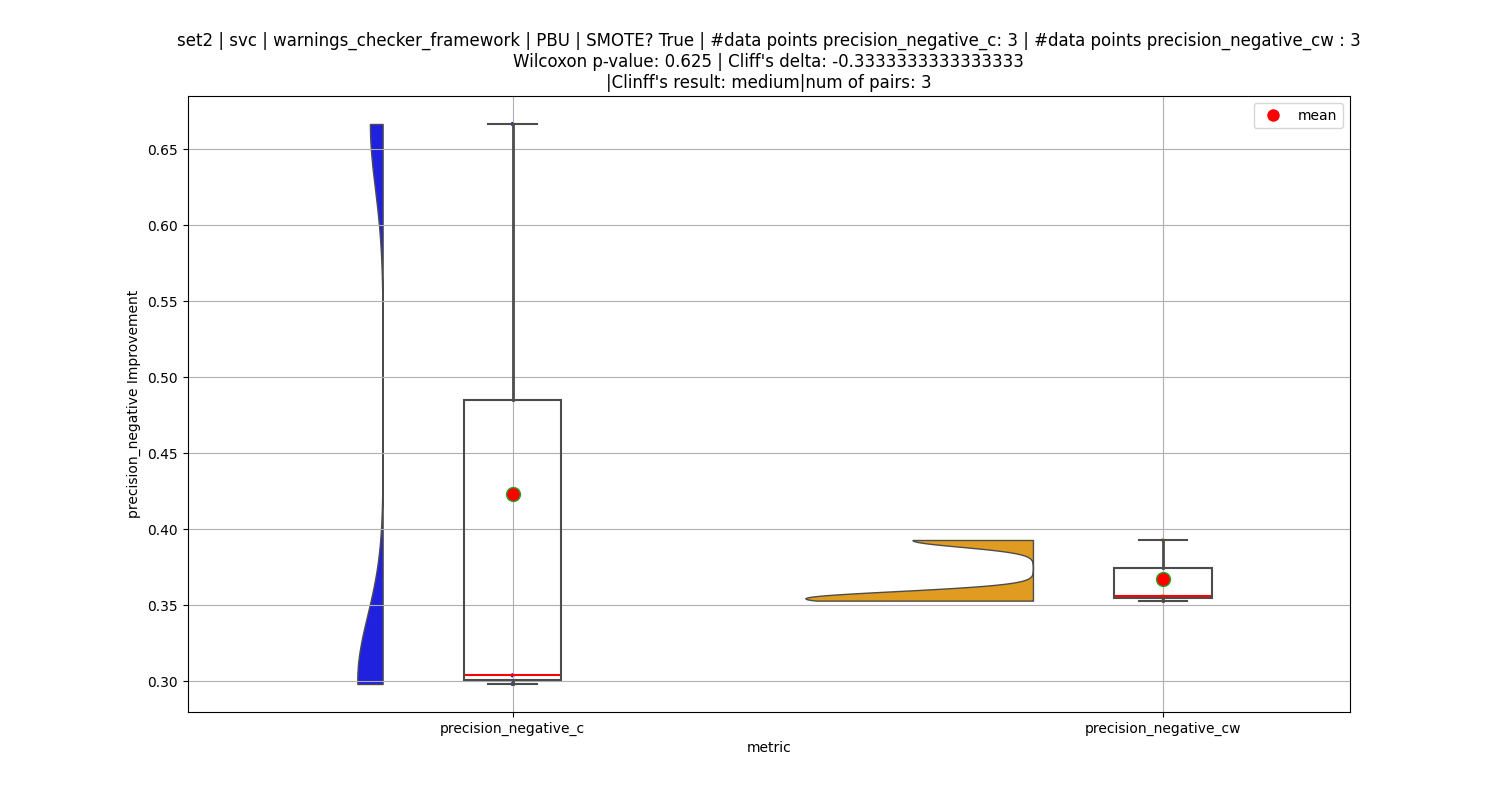 set2 | svc | warnings_checker_framework | PBU | SMOTE? True | #data points precision_negative_c: 3 | #data points precision_negative_cw : 3
Wilcoxon p-value: 0.625 | Cliff's delta: -0.3333333333333333
|Clinff's result: medium|num of pairs: 3
mean
0.65
0.60
0.55
0.50
0.45
0.40
0.35
0.30
precision_negative Improvement
precision_negative_c
precision_negative_cw
metric